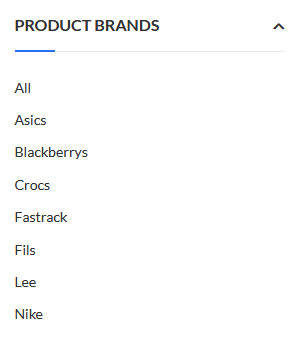 PRODUCT BRANDS
All
Asics
Blackberrys
Crocs
Fastrack
Fils
Lee
Nike